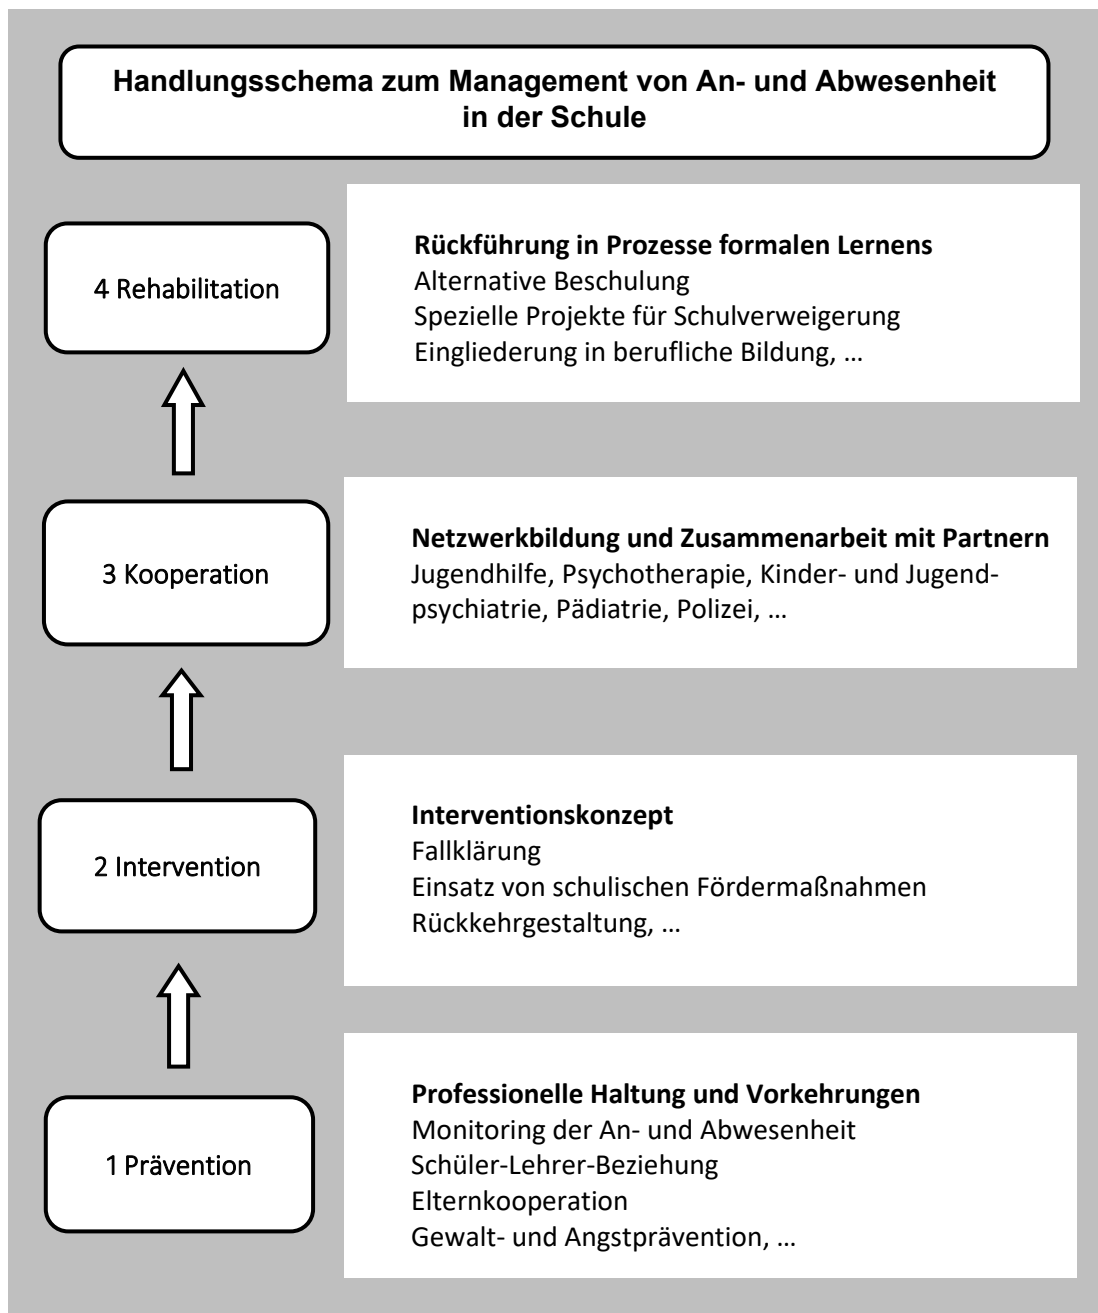 Handlungsschema zum Management von An- und Abwesenheit
in der Schule
4 Rehabilitation
Rückführung in Prozesse formalen Lernens
Alternative Beschulung
Spezielle Projekte für Schulverweigerung
Eingliederung in berufliche Bildung, …
3 Kooperation
Netzwerkbildung und Zusammenarbeit mit Partnern
Jugendhilfe, Psychotherapie, Kinder- und Jugend-
psychiatrie, Pädiatrie, Polizei, …
2 Intervention
Interventionskonzept
Fallklärung
Einsatz von schulischen Fördermaßnahmen
Rückkehrgestaltung, …
1 Prävention
Professionelle Haltung und Vorkehrungen
Monitoring der An- und Abwesenheit
Schüler-Lehrer-Beziehung
Elternkooperation
Gewalt- und Angstprävention, …